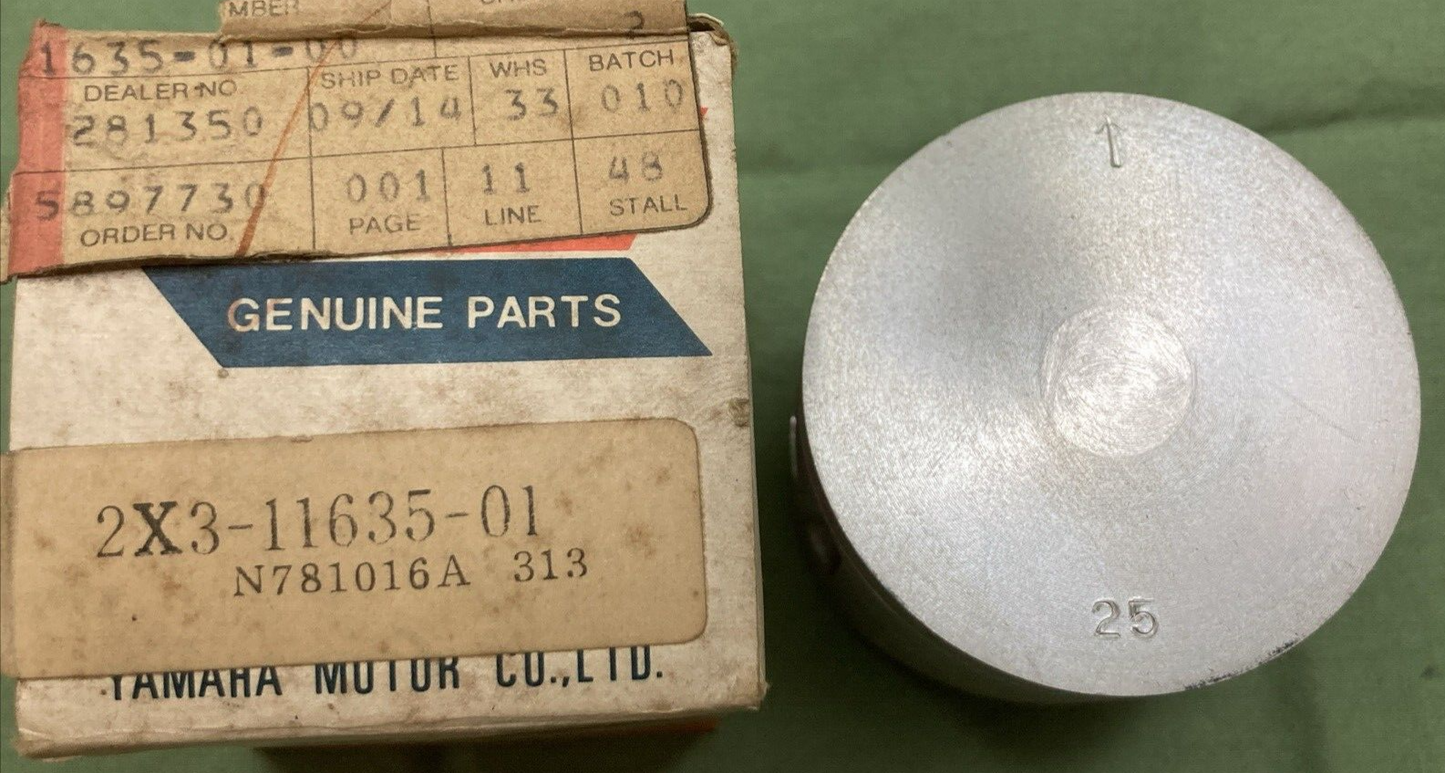 MBER
1635-01-00 2
DEALER NO. SHIP DATE WHS BATCH
281350 09/14 33 010
5897730 001 11 48
ORDER NO. PAGE LINE STALL
GENUINE PARTS
2X3-11635-01
N781016A 313
YAMAHA MOTOR CO.,LTD.
25